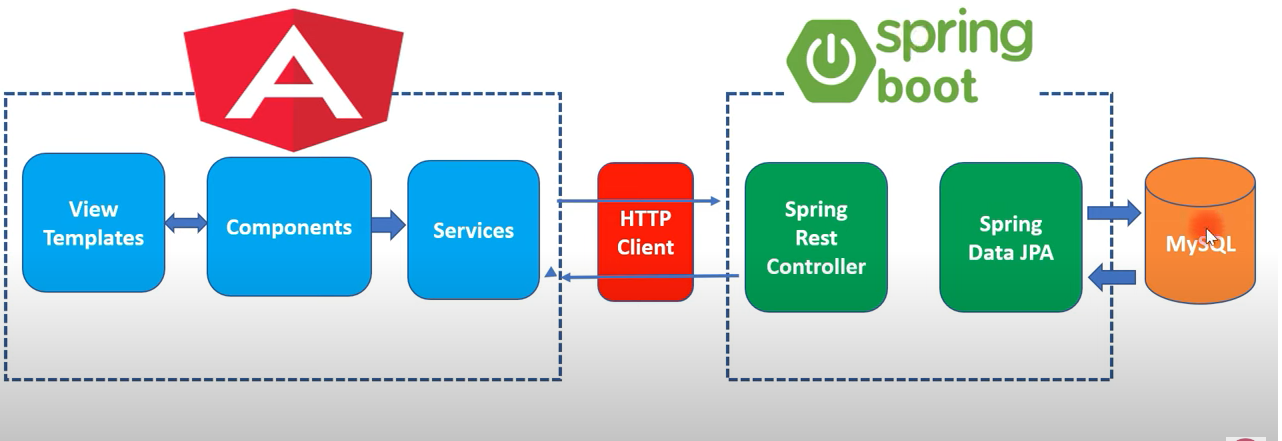 A
spring
boot
View
Templates
Components
Services
HTTP
Client
Spring
Rest
Controller
Spring
Data JPA
MySQL